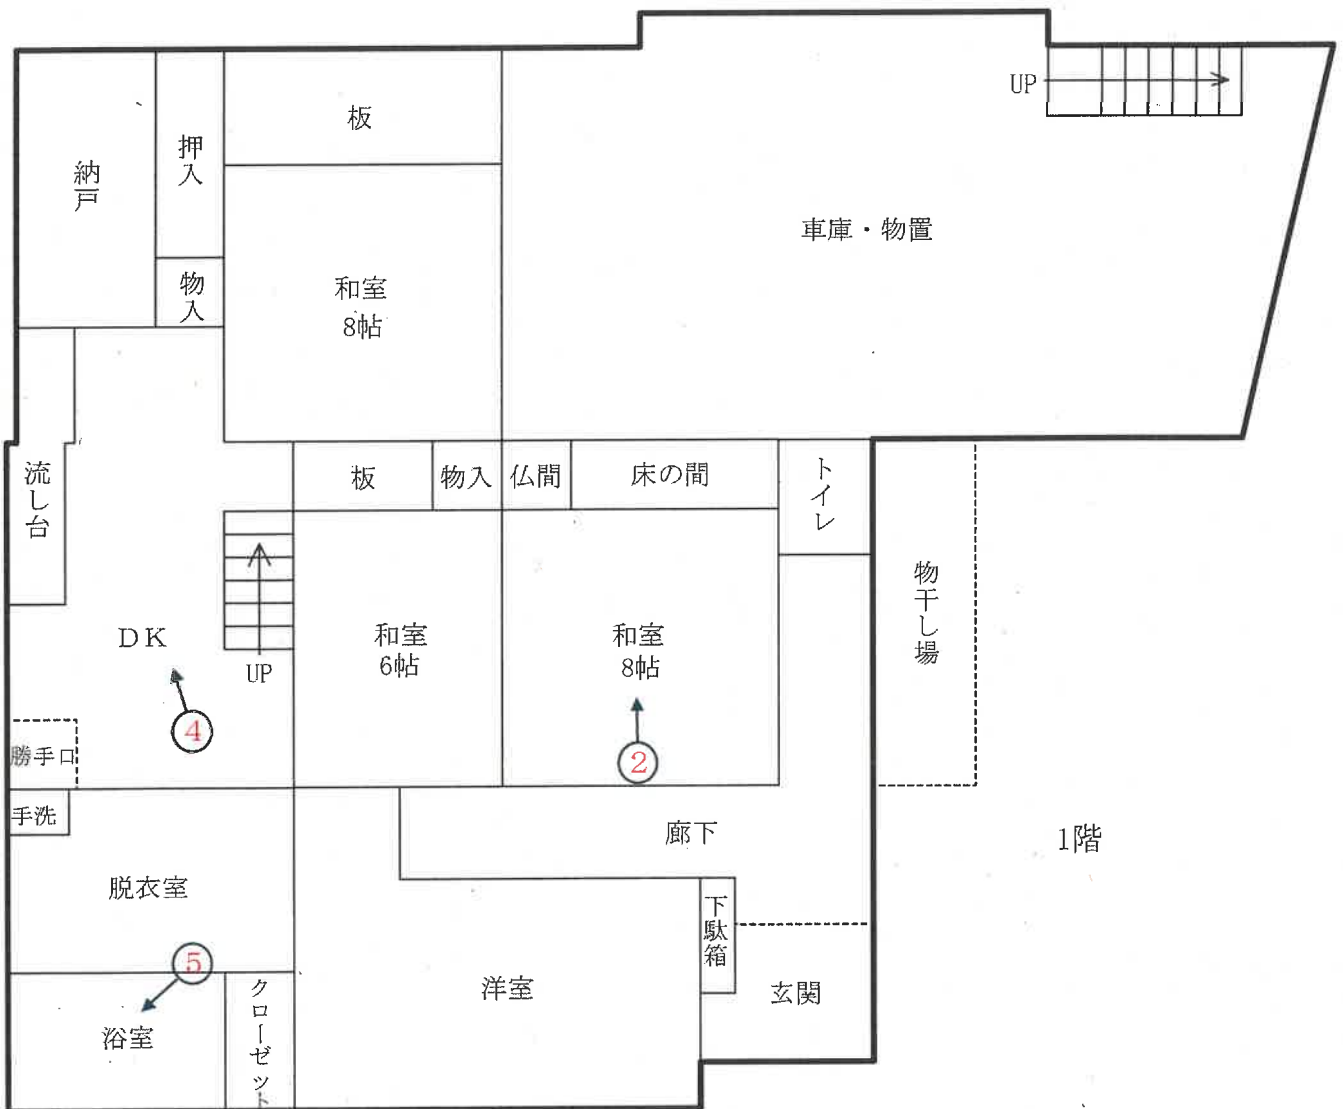 UP
板
押入
納戸
車庫・物置
物入
和室
8帖
流し台
板
物入
仏間
床の間
トイレ
物干し場
DK
和室
6帖
和室
8帖
UP
④
②
勝手口
手洗
廊下
1階
脱衣室
下駄箱
⑤
クローゼット
洋室
玄関
浴室